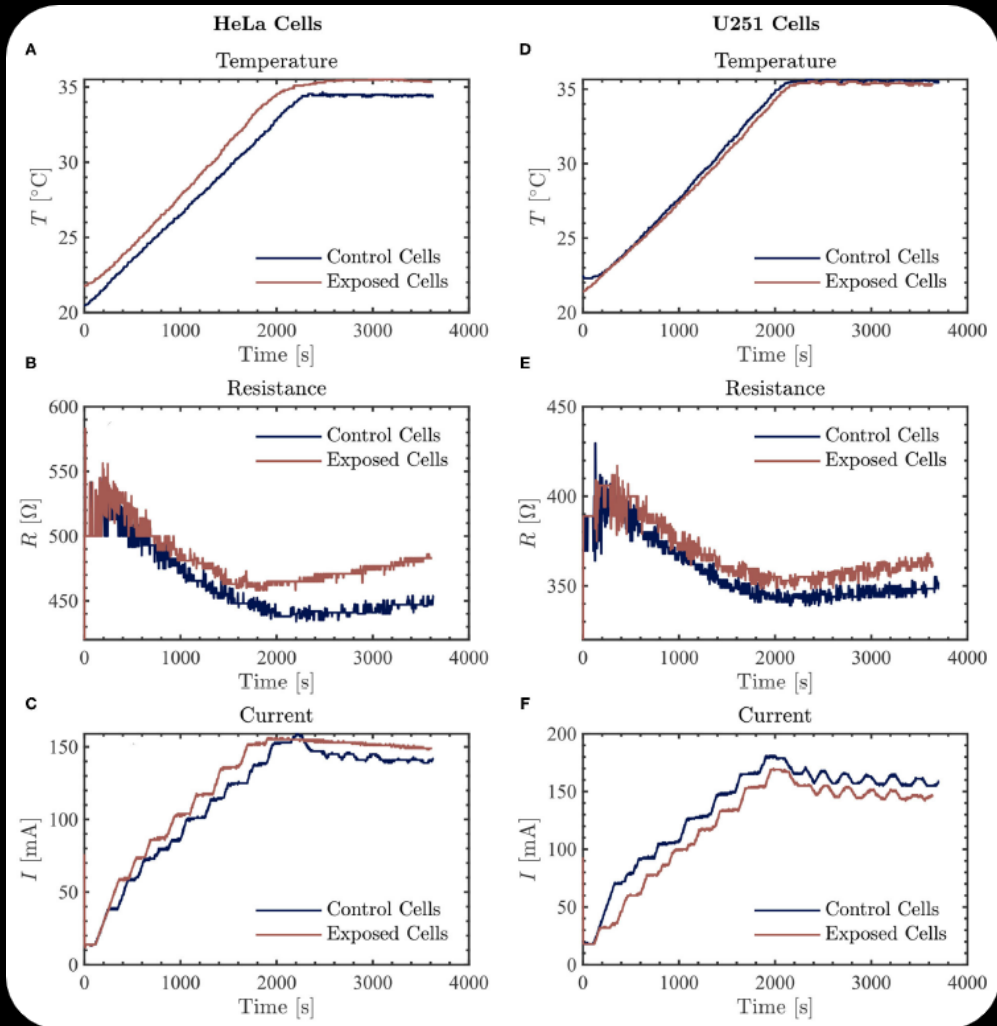 HeLa Cells
A
Temperature
35
30
25
20
T [°C]
Control Cells
Exposed Cells
0 1000 2000 3000 4000
Time [s]
B
Resistance
600
550
500
450
R [Ω]
Control Cells
Exposed Cells
0 1000 2000 3000 4000
Time [s]
C
Current
150
100
50
0
I [mA]
Control Cells
Exposed Cells
0 1000 2000 3000 4000
Time [s]
U251 Cells
D
Temperature
35
30
25
20
T [°C]
Control Cells
Exposed Cells
0 1000 2000 3000 4000
Time [s]
E
Resistance
450
400
350
R [Ω]
Control Cells
Exposed Cells
0 1000 2000 3000 4000
Time [s]
F
Current
200
150
100
50
0
I [mA]
Control Cells
Exposed Cells
0 1000 2000 3000 4000
Time [s]